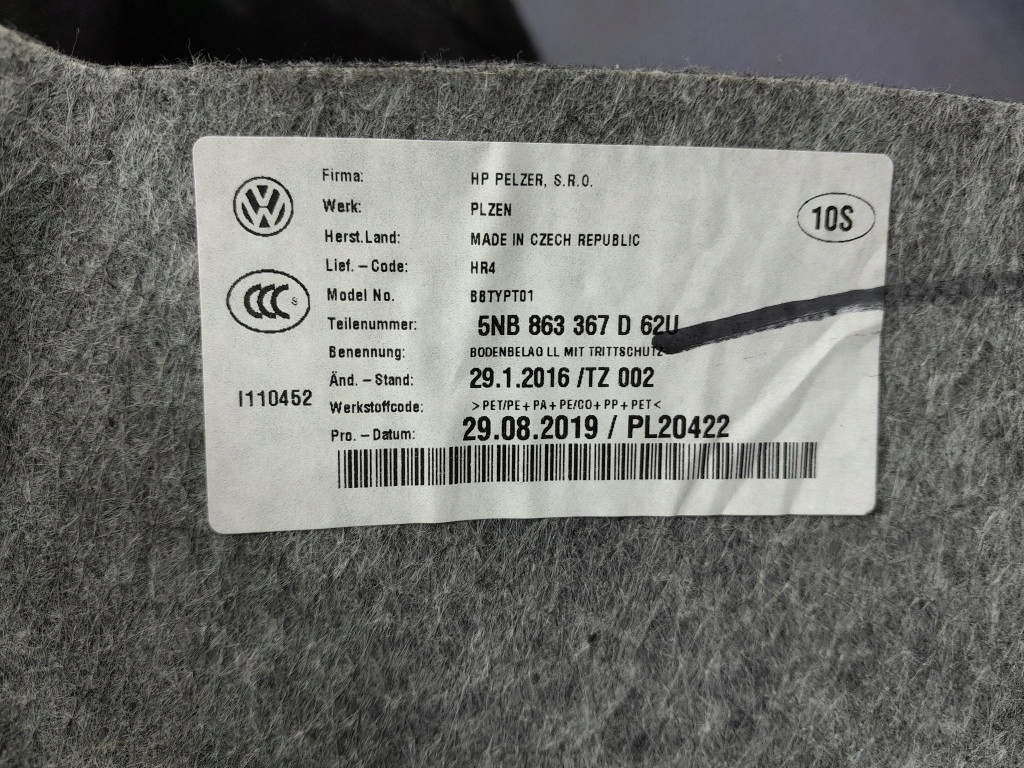 Firma: HP PELZER, S.R.O.
Werk: PLZEN
10S
Herst.Land: MADE IN CZECH REPUBLIC
Lief. - Code: HR4
CCC S
Model No. BBTYPT01
Teilenummer: 5NB 863 367 D 62U
Benennung: BODENBELAG LL MIT TRITTSCHUTZ
Änd. - Stand: 29.1.2016 /TZ 002
I110452
Werkstoffcode: >PET/PE+PA+PE/CO+PP+PET<
Pro. - Datum: 29.08.2019 / PL20422